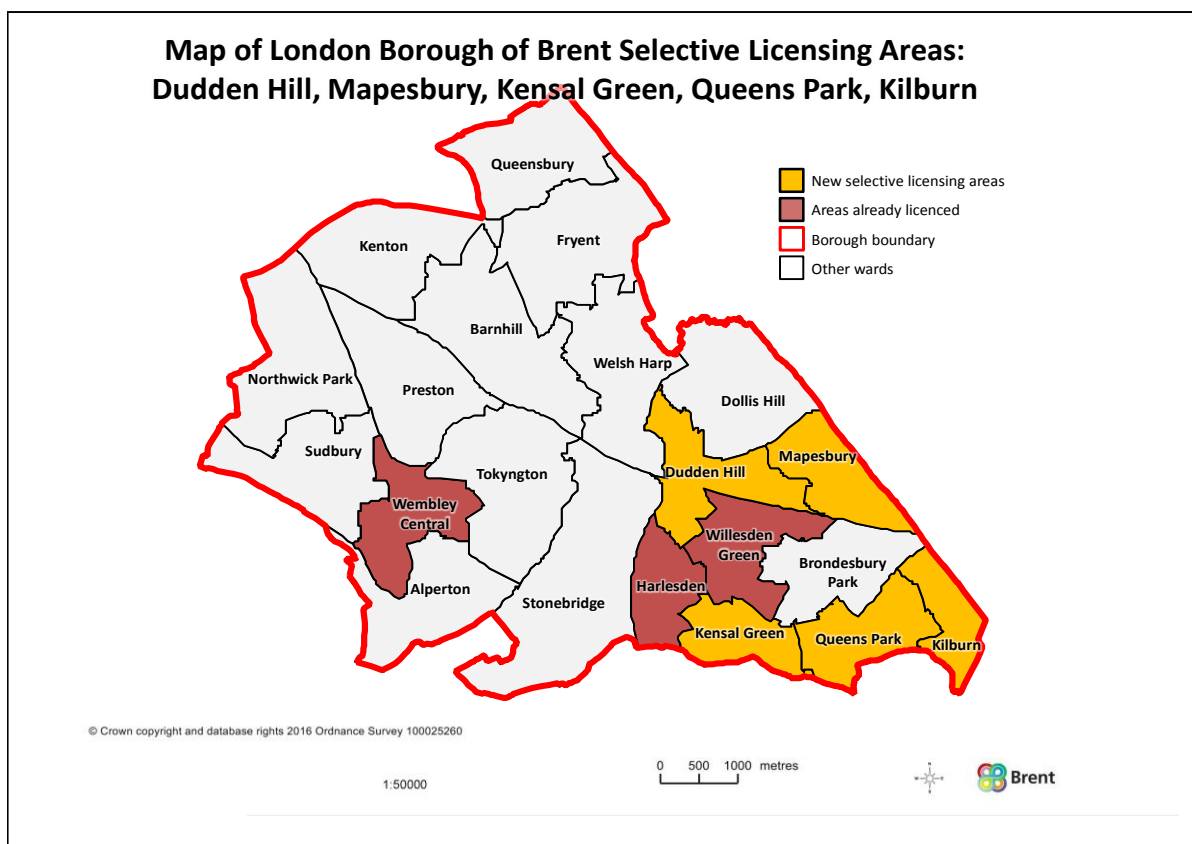 Map of London Borough of Brent Selective Licensing Areas:
Dudden Hill, Mapesbury, Kensal Green, Queens Park, Kilburn
Queensbury
New selective licensing areas
Areas already licenced
Borough boundary
Other wards
Kenton
Fryent
Barnhill
Welsh Harp
Northwick Park
Preston
Dollis Hill
Sudbury
Tokyngton
Dudden Hill
Mapesbury
Wembley
Central
Willesden
Green
Brondesbury
Park
Alperton
Stonebridge
Harlesden
Kensal Green
Queens Park
Kilburn
© Crown copyright and database rights 2016 Ordnance Survey 100025260
1:50000
0 500 1000 metres
N
W E
S
Brent